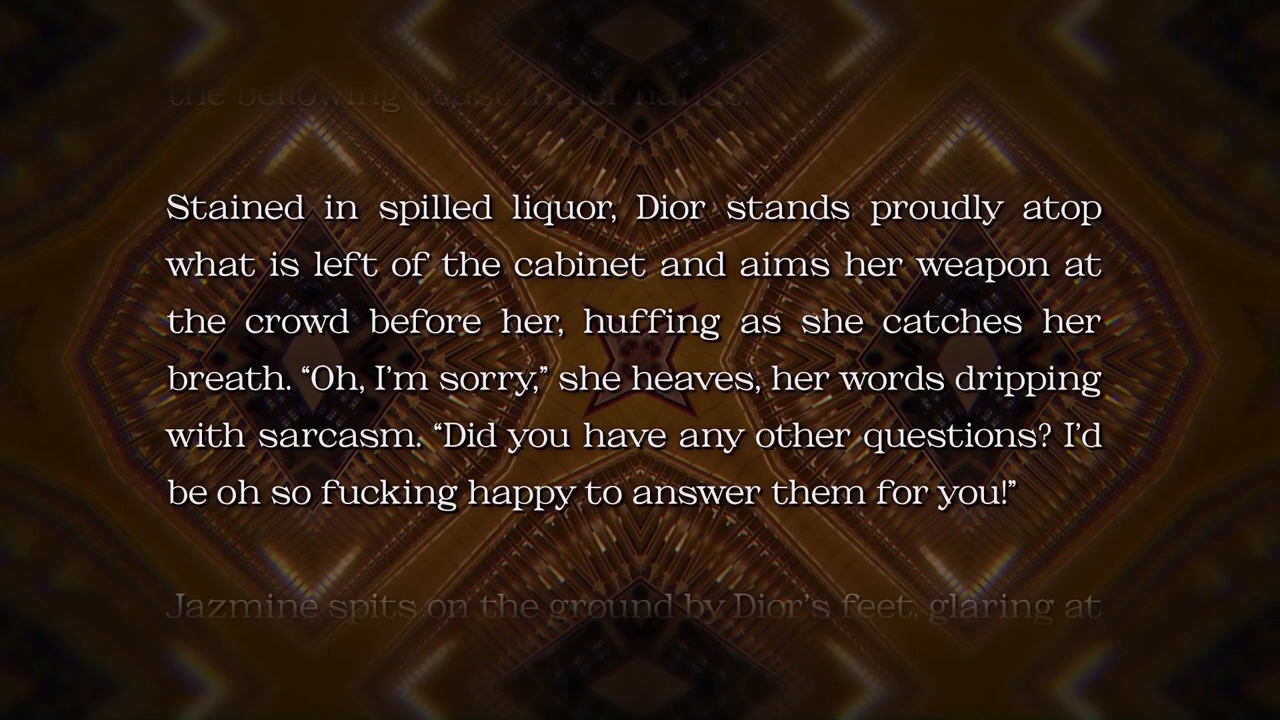 the bellowing beast in her hands.
Stained in spilled liquor, Dior stands proudly atop
what is left of the cabinet and aims her weapon at
the crowd before her, huffing as she catches her
breath. “Oh, I’m sorry,” she heaves, her words dripping
with sarcasm. “Did you have any other questions? I’d
be oh so fucking happy to answer them for you!”
Jazmine spits on the ground by Dior’s feet, glaring at